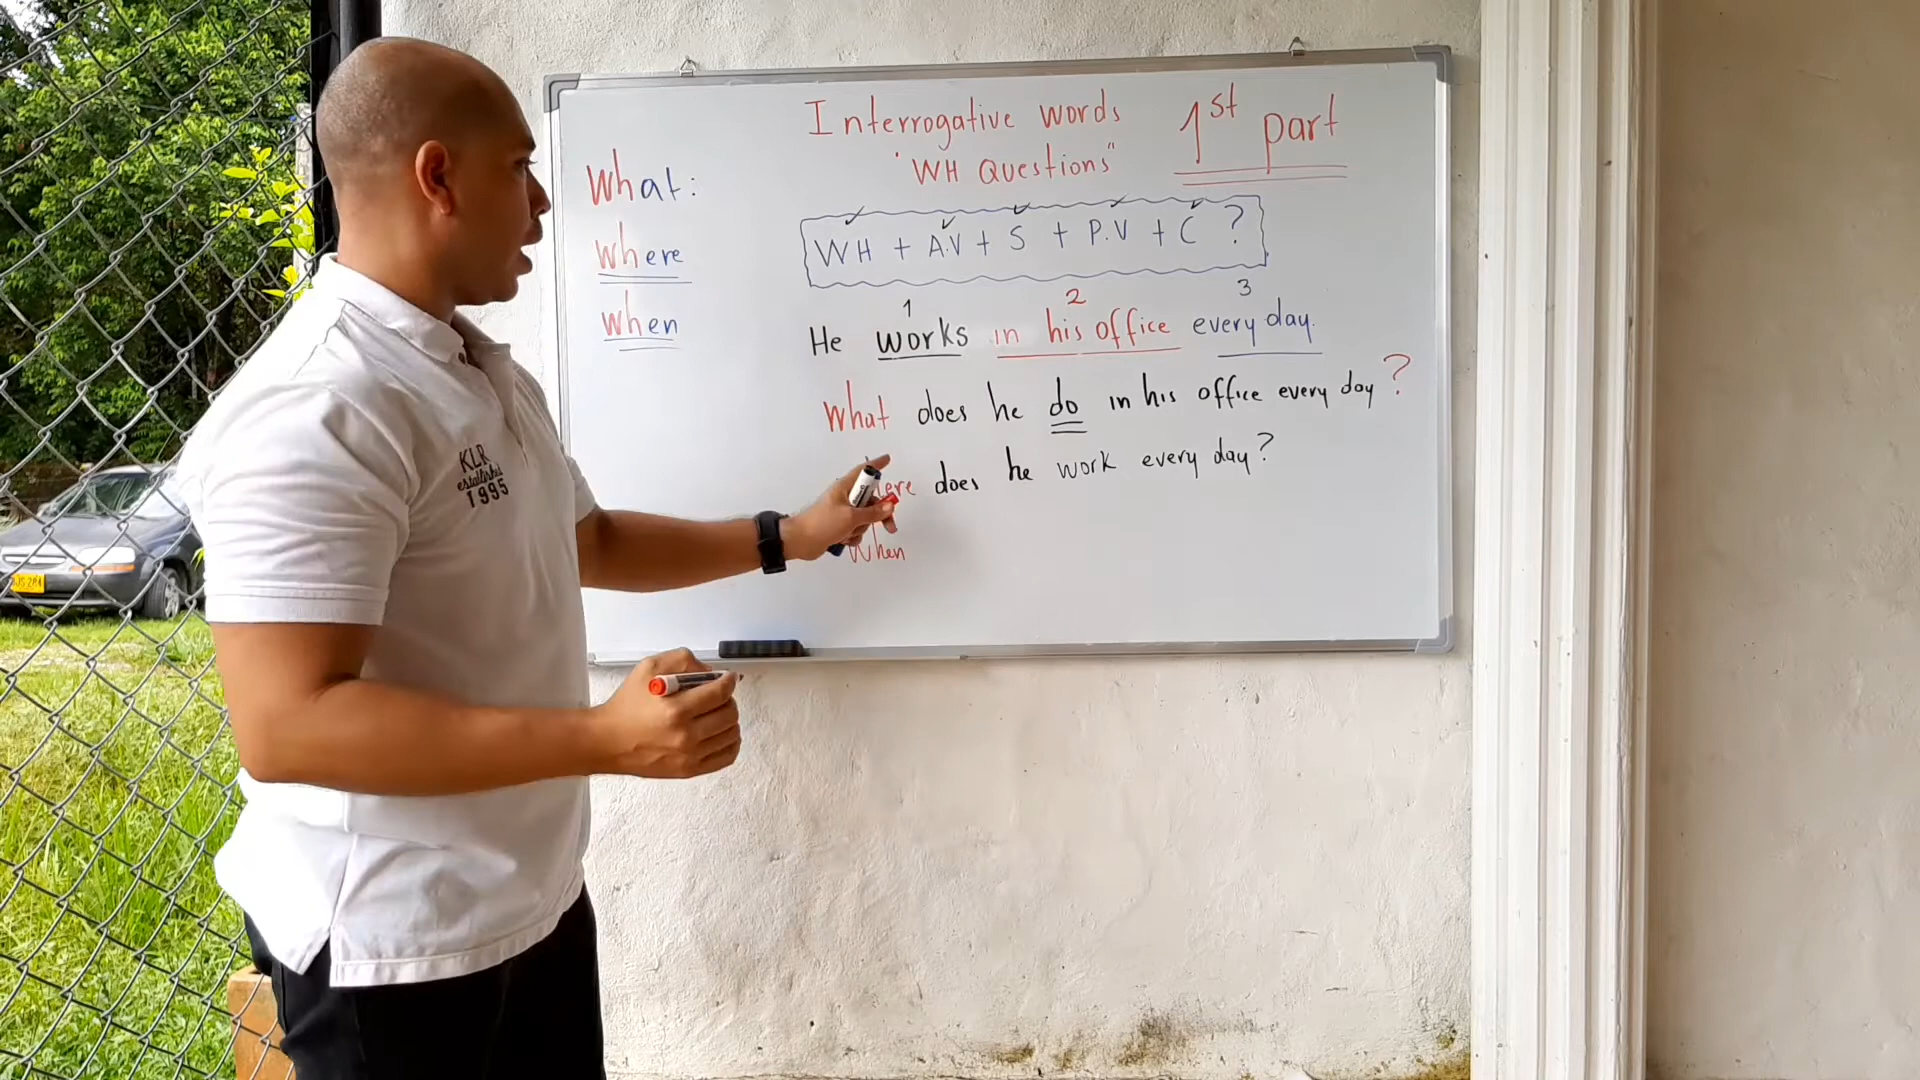 Interrogative words
"WH Questions"
1st part
What:
where
when
WH + A.V + S + P.V + C ?
1 2 3
He works in his office every day.
What does he do in his office every day?
does he work every day?
When
KLR
established
1995